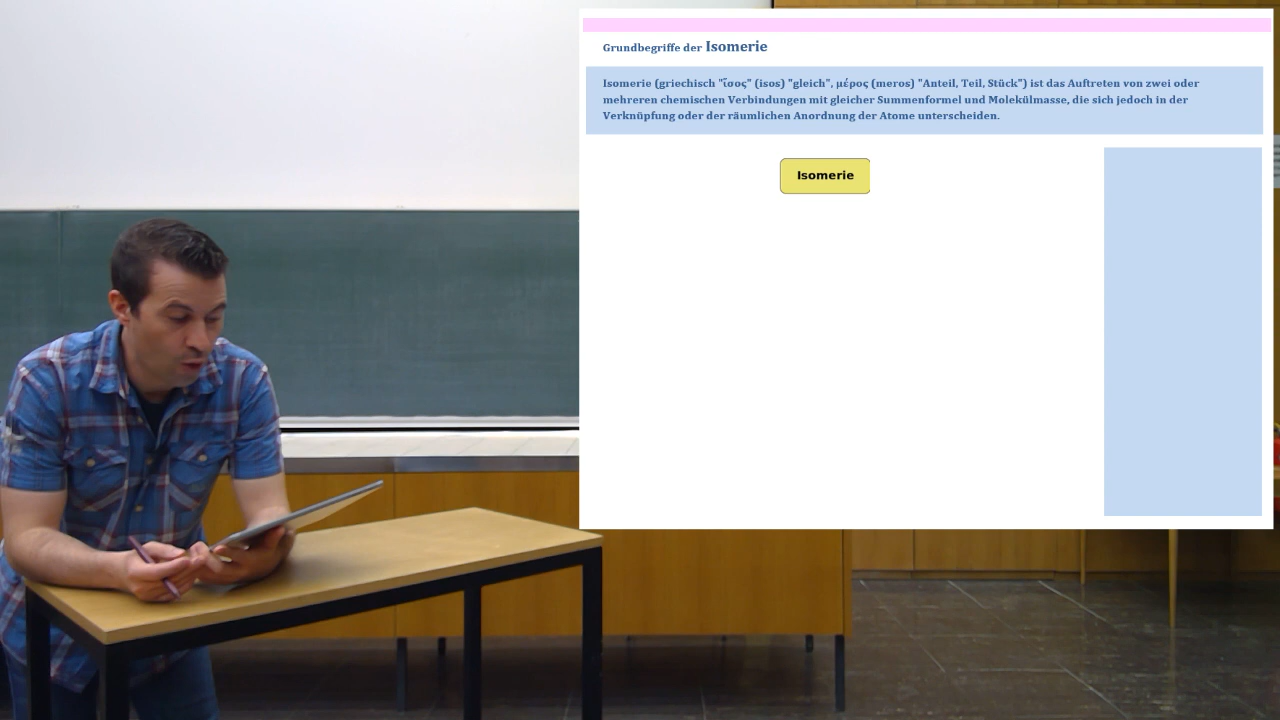 Grundbegriffe der Isomerie
Isomerie (griechisch "ἴσος" (isos) "gleich", μέρος (meros) "Anteil, Teil, Stück") ist das Auftreten von zwei oder
mehreren chemischen Verbindungen mit gleicher Summenformel und Molekülmasse, die sich jedoch in der
Verknüpfung oder der räumlichen Anordnung der Atome unterscheiden.
Isomerie